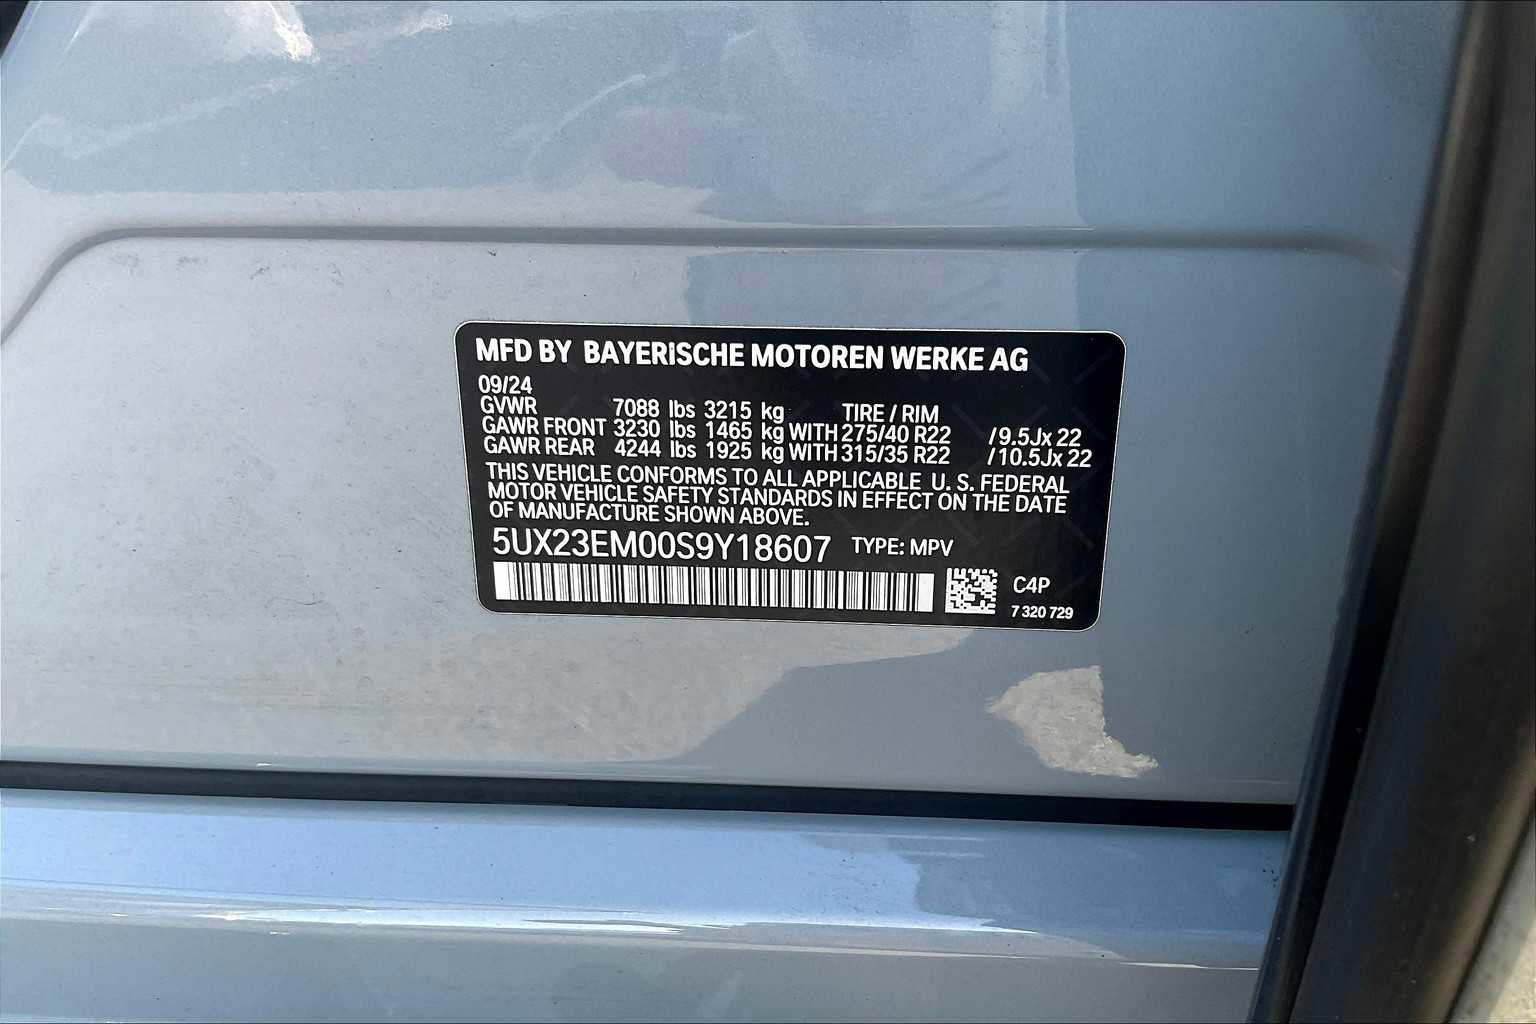 MFD BY BAYERISCHE MOTOREN WERKE AG
09/24
GVWR 7088 lbs 3215 kg TIRE / RIM
GAWR FRONT 3230 lbs 1465 kg WITH 275/40 R22 /9.5Jx 22
GAWR REAR 4244 lbs 1925 kg WITH 315/35 R22 /10.5Jx 22
THIS VEHICLE CONFORMS TO ALL APPLICABLE U. S. FEDERAL
MOTOR VEHICLE SAFETY STANDARDS IN EFFECT ON THE DATE
OF MANUFACTURE SHOWN ABOVE.
5UX23EM00S9Y18607 TYPE: MPV
C4P
7 320 729